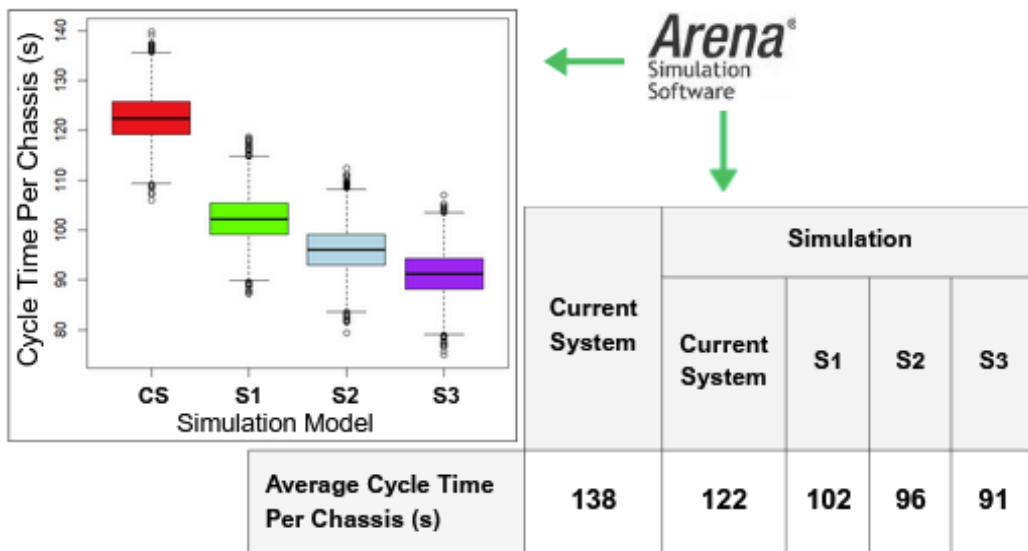 Cycle Time Per Chassis (s)
140
130
120
110
100
90
80
CS S1 S2 S3
Simulation Model
Arena®
Simulation
Software
Current
System
Simulation
Current
System
S1
S2
S3
Average Cycle Time
Per Chassis (s)
138 122 102 96 91